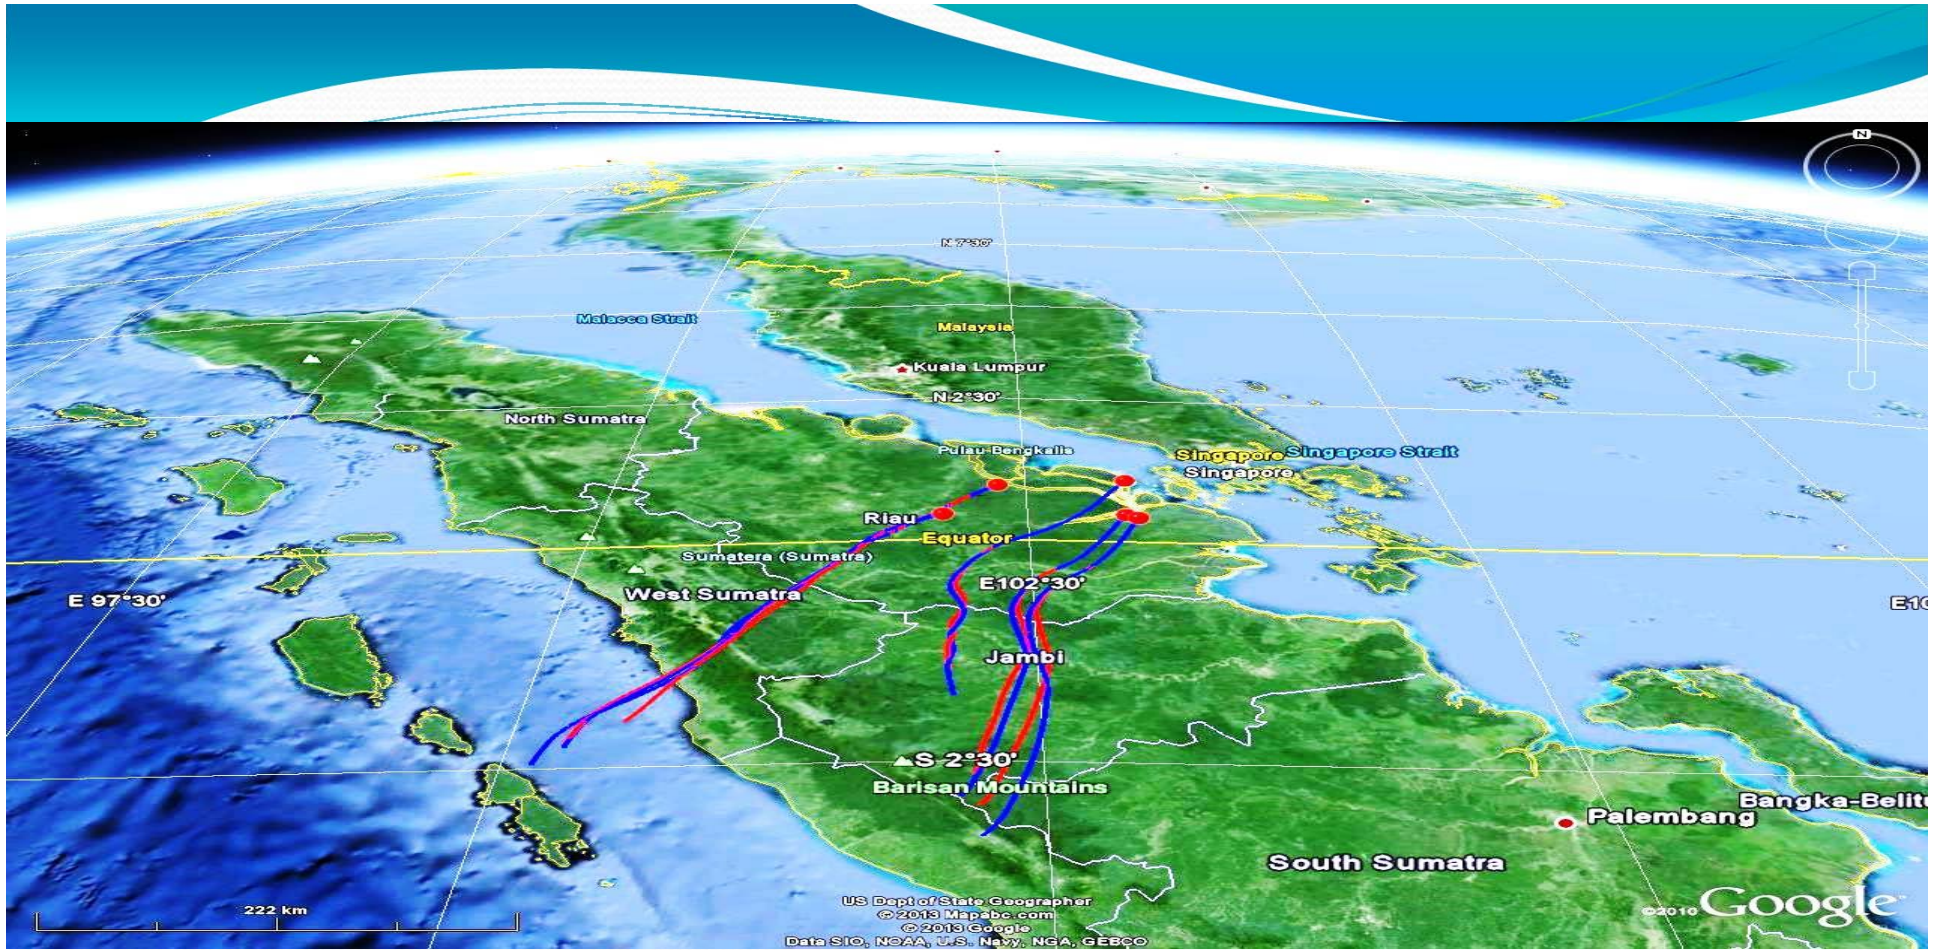 N
N 7°30'
Malacca Strait
Malaysia
Kuala Lumpur
N 2°30'
North Sumatra
Pulau Bengkalis
Singapore
Singapore Strait
Singapore
Riau
Equator
Sumatera (Sumatra)
E102°30'
West Sumatra
E 97°30'
E10
Jambi
S 2°30'
Barisan Mountains
Bangka-Belitu
Palembang
South Sumatra
US Dept of State Geographer
© 2013 Mapabc.com
© 2013 Google
Data SIO, NOAA, U.S. Navy, NGA, GEBCO
222 km
©2010 Google